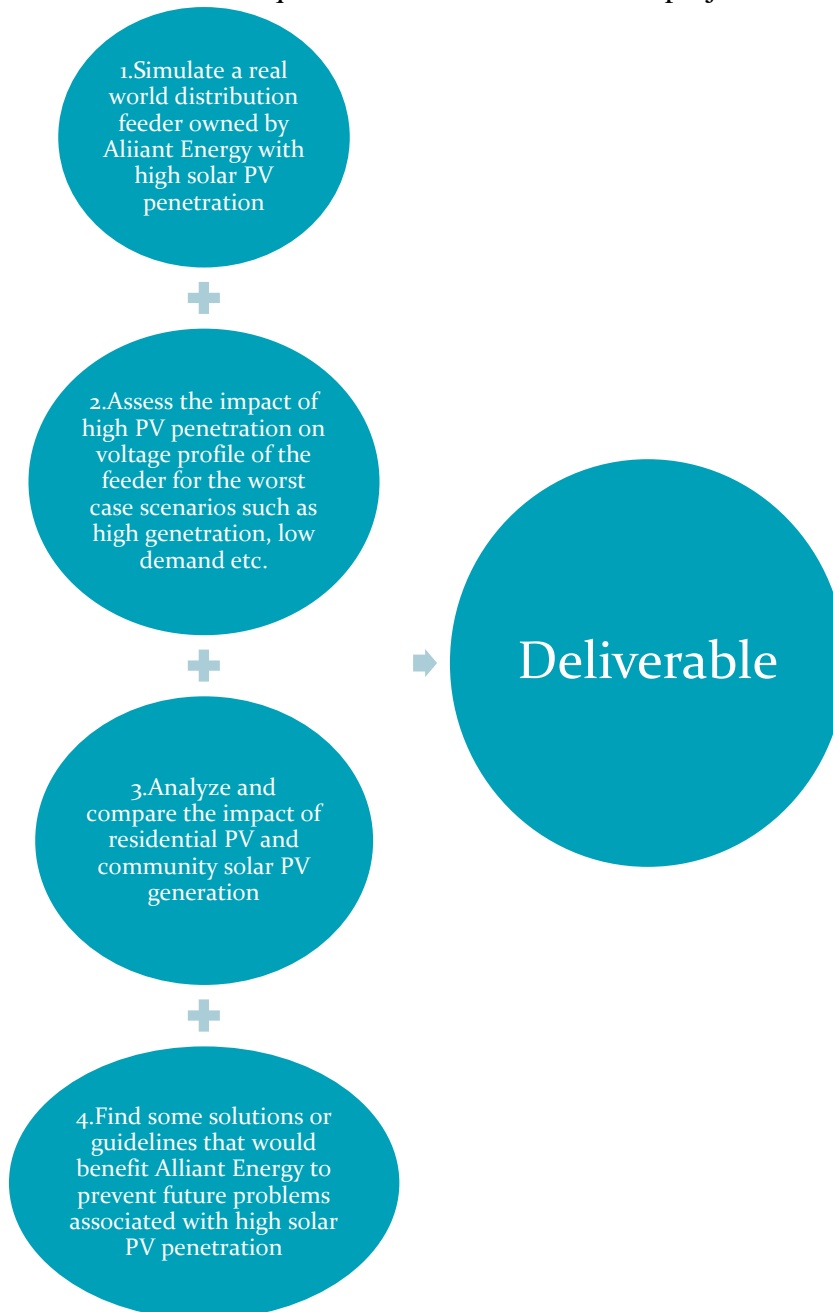 1.Simulate a real
world distribution
feeder owned by
Aliiant Energy with
high solar PV
penetration
2.Assess the impact of
high PV penetration on
voltage profile of the
feeder for the worst
case scenarios such as
high genetration, low
demand etc.
3.Analyze and
compare the impact of
residential PV and
community solar PV
generation
4.Find some solutions or
guidelines that would
benefit Alliant Energy to
prevent future problems
associated with high solar
PV penetration
Deliverable